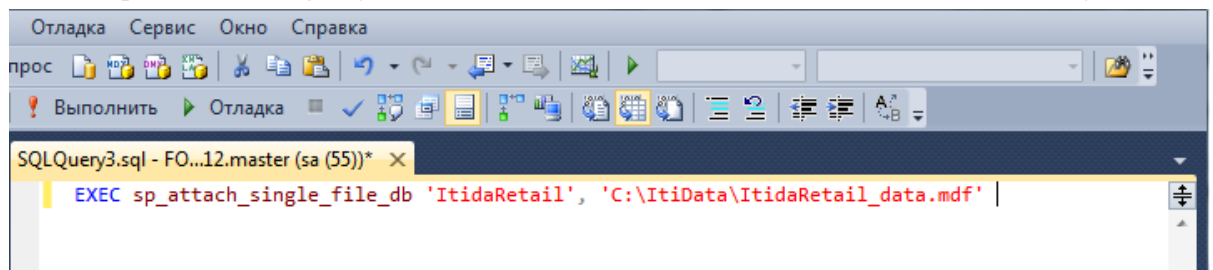 Отладка Сервис Окно Справка
прос
Выполнить Отладка
SQLQuery3.sql - FO...12.master (sa (55))*
EXEC sp_attach_single_file_db 'ItidaRetail', 'C:\ItiData\ItidaRetail_data.mdf'